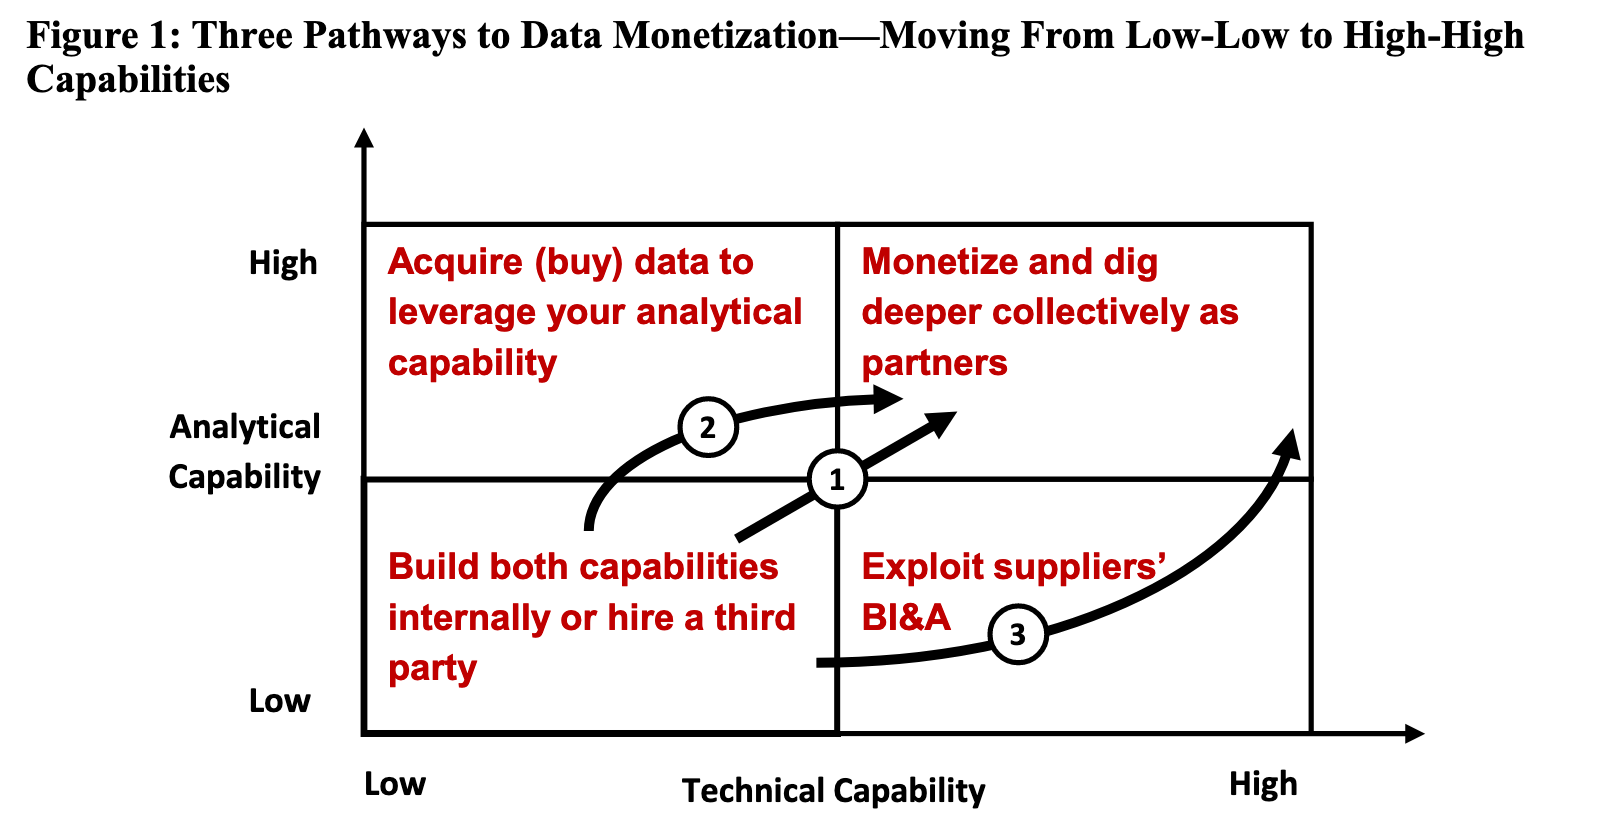 Figure 1: Three Pathways to Data Monetization—Moving From Low-Low to High-High
Capabilities
High
Acquire (buy) data to
leverage your analytical
capability
Monetize and dig
deeper collectively as
partners
Analytical
Capability
2
1
Build both capabilities
internally or hire a third
party
Exploit suppliers’
BI&A
3
Low
Low
Technical Capability
High